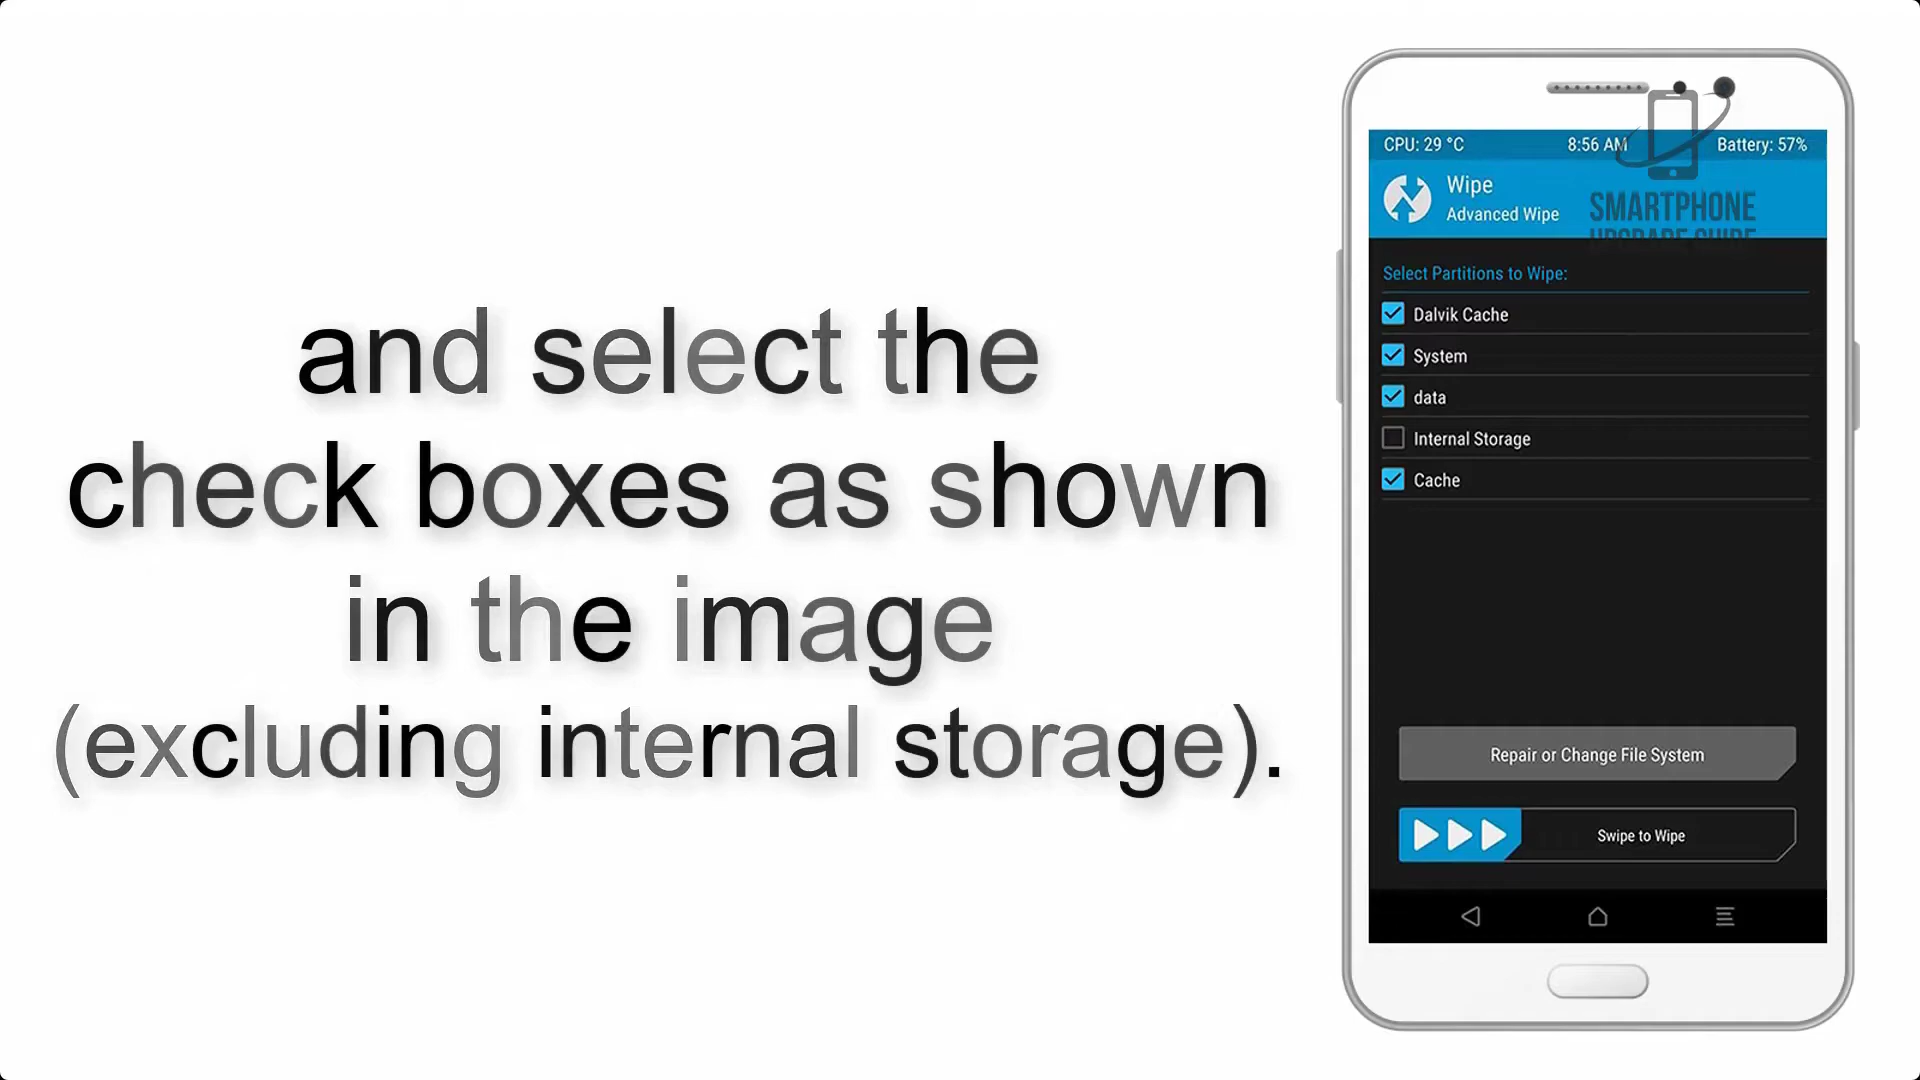 and select the
check boxes as shown
in the image
(excluding internal storage).
CPU: 29 °C 8:56 AM Battery: 57%
Wipe
Advanced Wipe
SMARTPHONE
UPGRADE GUIDE
Select Partitions to Wipe:
Dalvik Cache
System
data
Internal Storage
Cache
Repair or Change File System
Swipe to Wipe